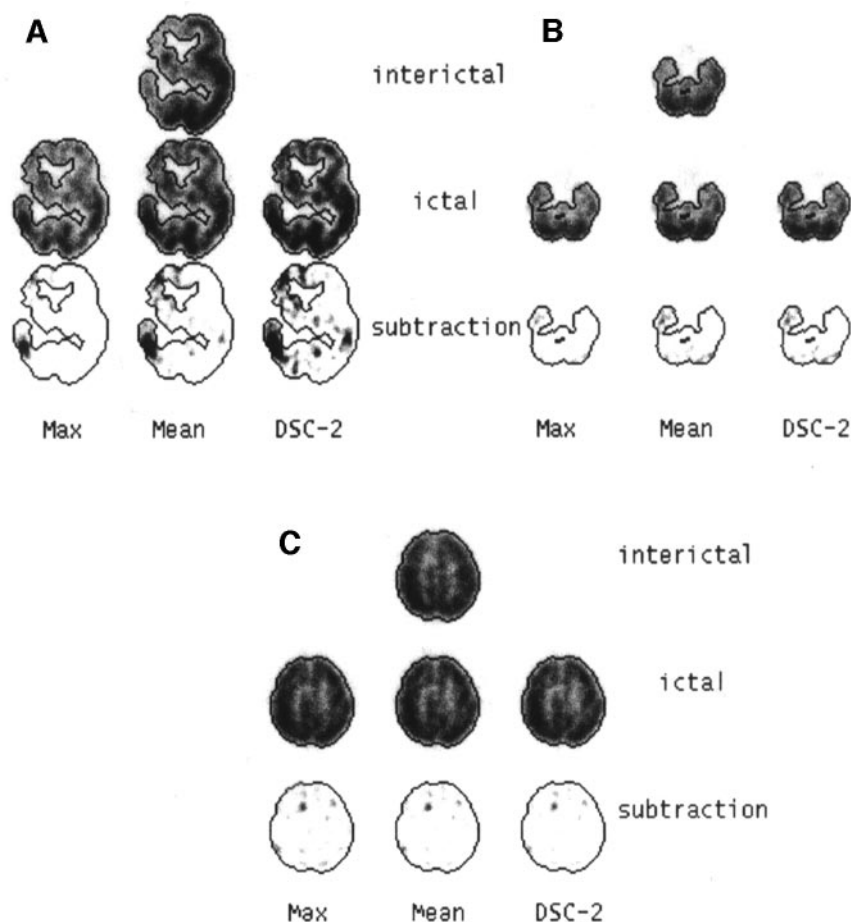 A
B
interictal
ictal
subtraction
Max Mean DSC-2
Max Mean DSC-2
C
interictal
ictal
subtraction
Max Mean DSC-2